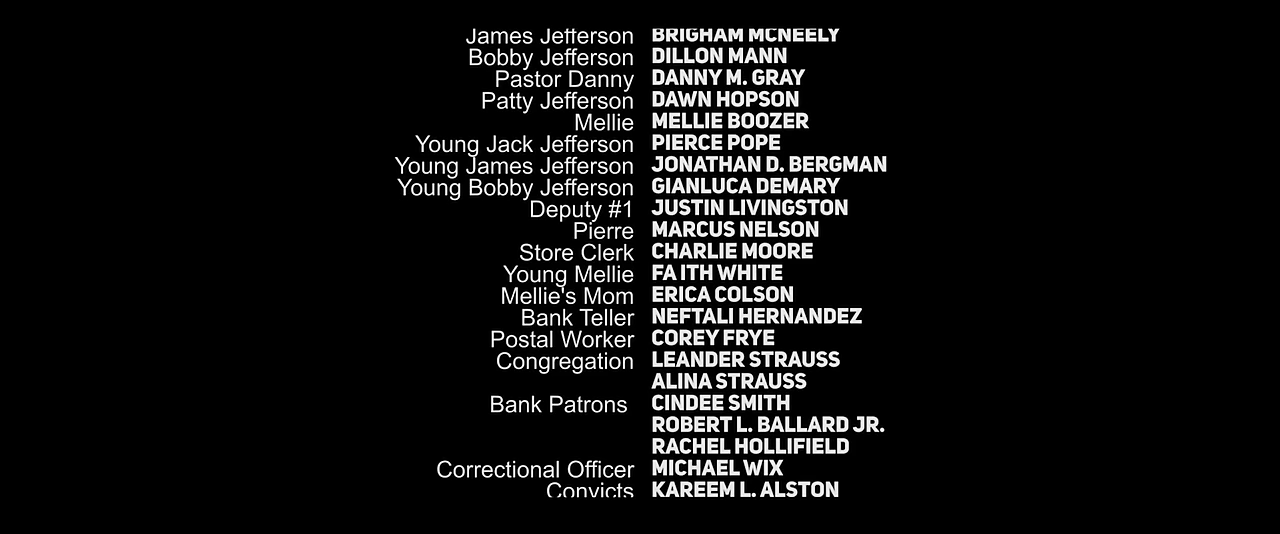 James Jefferson BRIGHAM MCNEELY
Bobby Jefferson DILLON MANN
Pastor Danny DANNY M. GRAY
Patty Jefferson DAWN HOPSON
Mellie MELLIE BOOZER
Young Jack Jefferson PIERCE POPE
Young James Jefferson JONATHAN D. BERGMAN
Young Bobby Jefferson GIANLUCA DEMARY
Deputy #1 JUSTIN LIVINGSTON
Pierre MARCUS NELSON
Store Clerk CHARLIE MOORE
Young Mellie FA ITH WHITE
Mellie's Mom ERICA COLSON
Bank Teller NEFTALI HERNANDEZ
Postal Worker COREY FRYE
Congregation LEANDER STRAUSS
ALINA STRAUSS
Bank Patrons CINDEE SMITH
ROBERT L. BALLARD JR.
RACHEL HOLLIFIELD
Correctional Officer MICHAEL WIX
Convicts KAREEM L. ALSTON